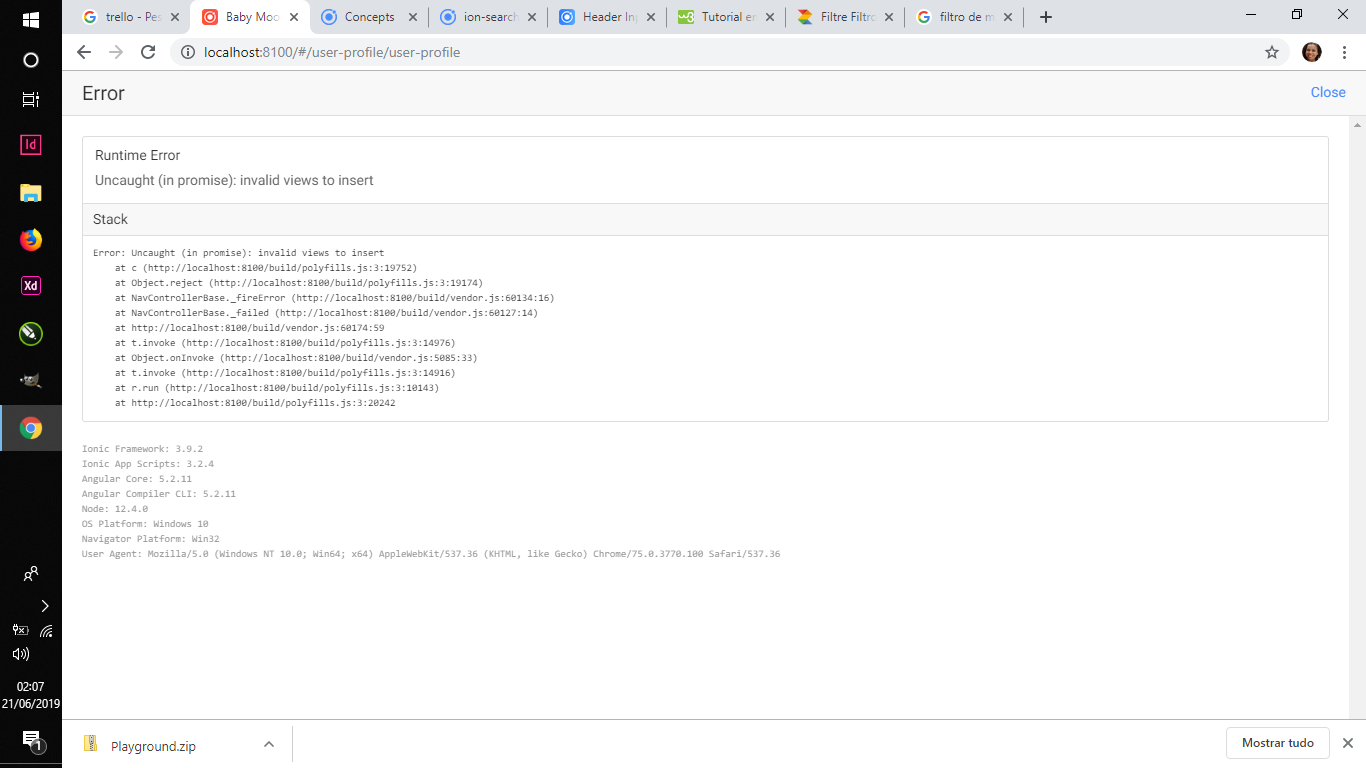 trello - Pes
Baby Moo
Concepts
ion-search
Header In
Tutorial em
Filtre Filtro
filtro de m
localhost:8100/#/user-profile/user-profile
Error
Close
Runtime Error
Uncaught (in promise): invalid views to insert
Stack
Error: Uncaught (in promise): invalid views to insert
at c (http://localhost:8100/build/polyfills.js:3:19752)
at Object.reject (http://localhost:8100/build/polyfills.js:3:19174)
at NavControllerBase._fireError (http://localhost:8100/build/vendor.js:60134:16)
at NavControllerBase._failed (http://localhost:8100/build/vendor.js:60127:14)
at http://localhost:8100/build/vendor.js:60174:59
at t.invoke (http://localhost:8100/build/polyfills.js:3:14976)
at Object.onInvoke (http://localhost:8100/build/vendor.js:5085:33)
at t.invoke (http://localhost:8100/build/polyfills.js:3:14916)
at r.run (http://localhost:8100/build/polyfills.js:3:10143)
at http://localhost:8100/build/polyfills.js:3:20242
Ionic Framework: 3.9.2
Ionic App Scripts: 3.2.4
Angular Core: 5.2.11
Angular Compiler CLI: 5.2.11
Node: 12.4.0
OS Platform: Windows 10
Navigator Platform: Win32
User Agent: Mozilla/5.0 (Windows NT 10.0; Win64; x64) AppleWebKit/537.36 (KHTML, like Gecko) Chrome/75.0.3770.100 Safari/537.36
Id
Xd
02:07
21/06/2019
1
Playground.zip
Mostrar tudo